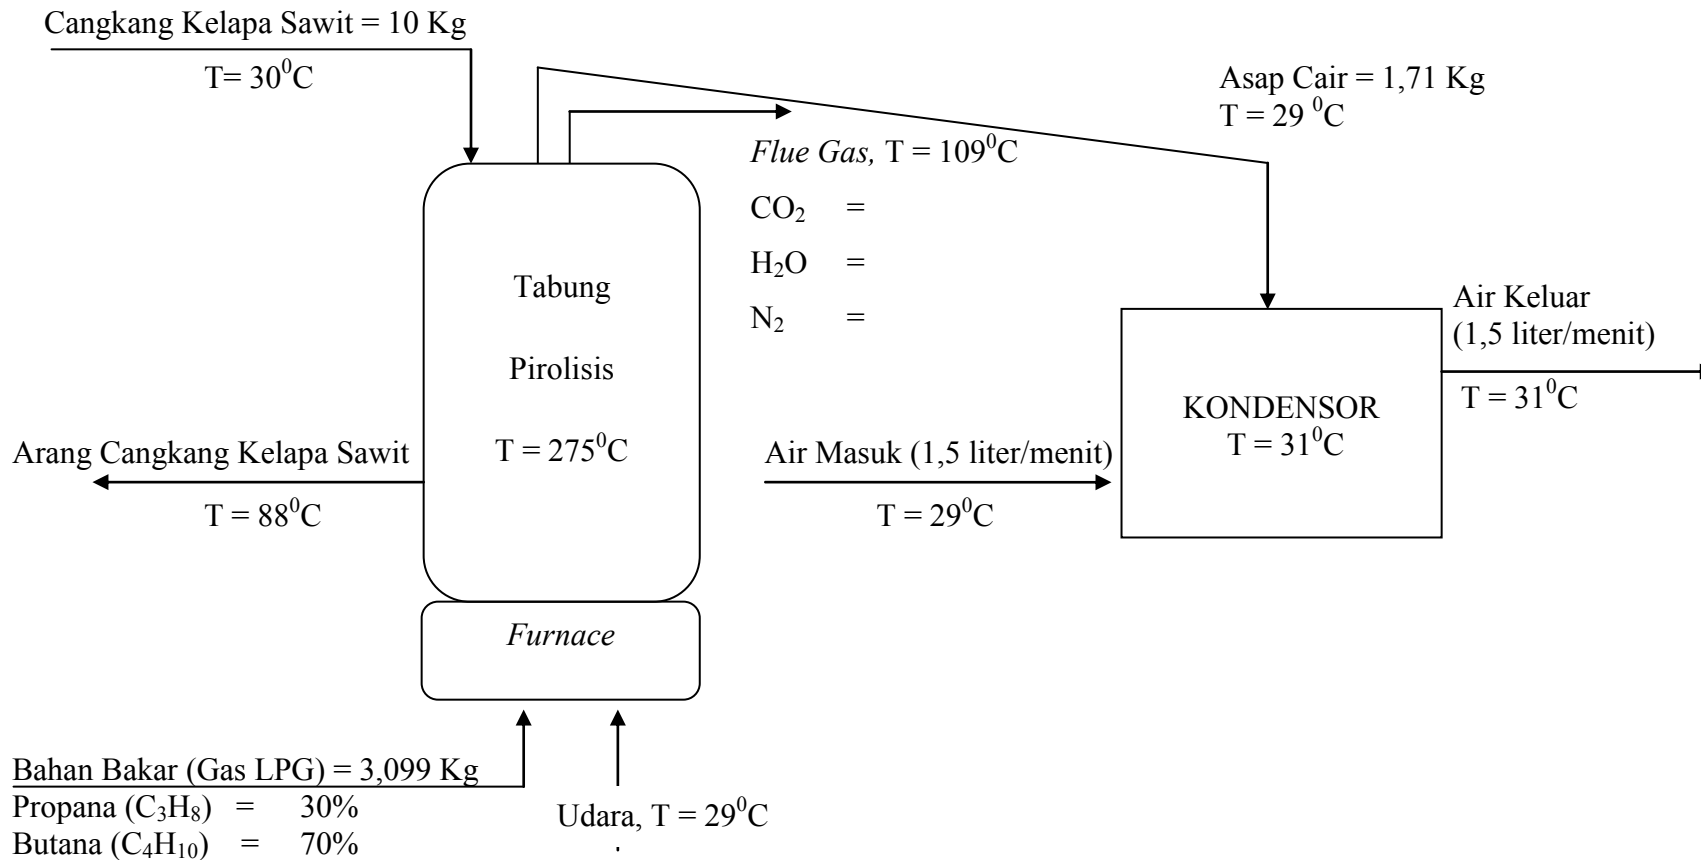 Cangkang Kelapa Sawit = 10 Kg
T= 30⁰C
Asap Cair = 1,71 Kg
T = 29 ⁰C
Flue Gas, T = 109⁰C
CO₂ =
H₂O =
N₂ =
Tabung
Pirolisis
T = 275⁰C
Air Keluar
(1,5 liter/menit)
T = 31⁰C
KONDENSOR
T = 31⁰C
Arang Cangkang Kelapa Sawit
T = 88⁰C
Air Masuk (1,5 liter/menit)
T = 29⁰C
Furnace
Bahan Bakar (Gas LPG) = 3,099 Kg
Propana (C₃H₈) = 30%
Butana (C₄H₁₀) = 70%
Udara, T = 29⁰C